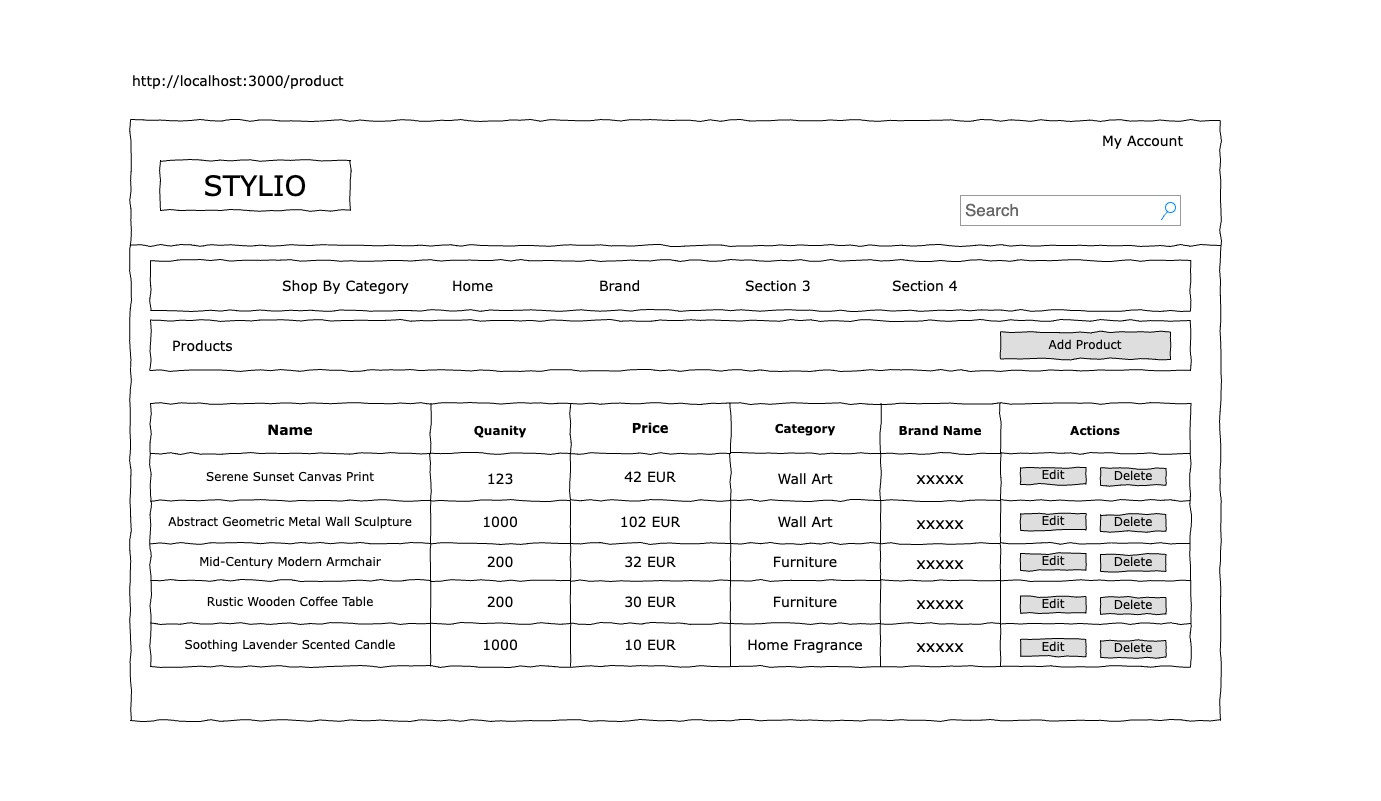 http://localhost:3000/product
My Account
STYLIO
Search
Shop By Category Home Brand Section 3 Section 4
Products Add Product
Name Quanity Price Category Brand Name Actions
Serene Sunset Canvas Print 123 42 EUR Wall Art xxxxx Edit Delete
Abstract Geometric Metal Wall Sculpture 1000 102 EUR Wall Art xxxxx Edit Delete
Mid-Century Modern Armchair 200 32 EUR Furniture xxxxx Edit Delete
Rustic Wooden Coffee Table 200 30 EUR Furniture xxxxx Edit Delete
Soothing Lavender Scented Candle 1000 10 EUR Home Fragrance xxxxx Edit Delete